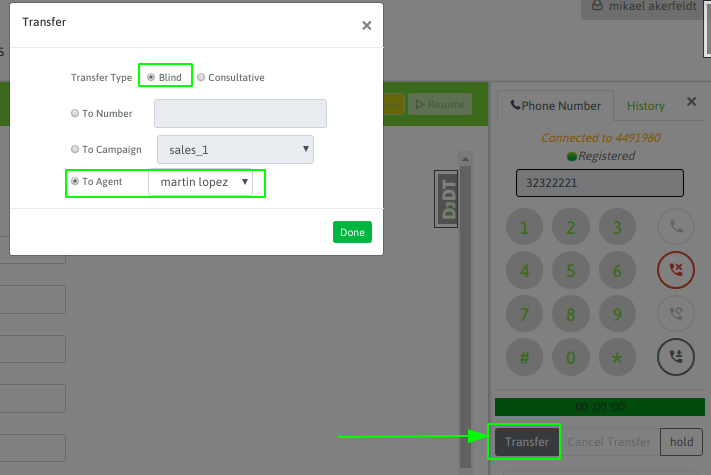 Transfer
×
mikael akerfeldt
S
Transfer Type Blind Consultative
To Number
To Campaign sales_1
To Agent martin lopez
Done
Resume
Phone Number History ×
Connected to 4491980
Registered
32322221
DjDT
1 2 3
4 5 6
7 8 9
# 0 *
00 :00 :00
Transfer Cancel Transfer hold